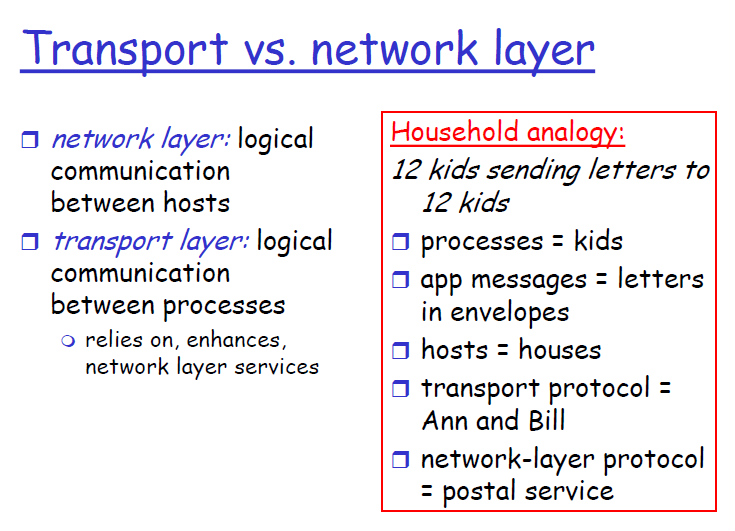 Transport vs. network layer
network layer: logical
communication
between hosts
transport layer: logical
communication
between processes
relies on, enhances,
network layer services
Household analogy:
12 kids sending letters to
12 kids
processes = kids
app messages = letters
in envelopes
hosts = houses
transport protocol =
Ann and Bill
network-layer protocol
= postal service